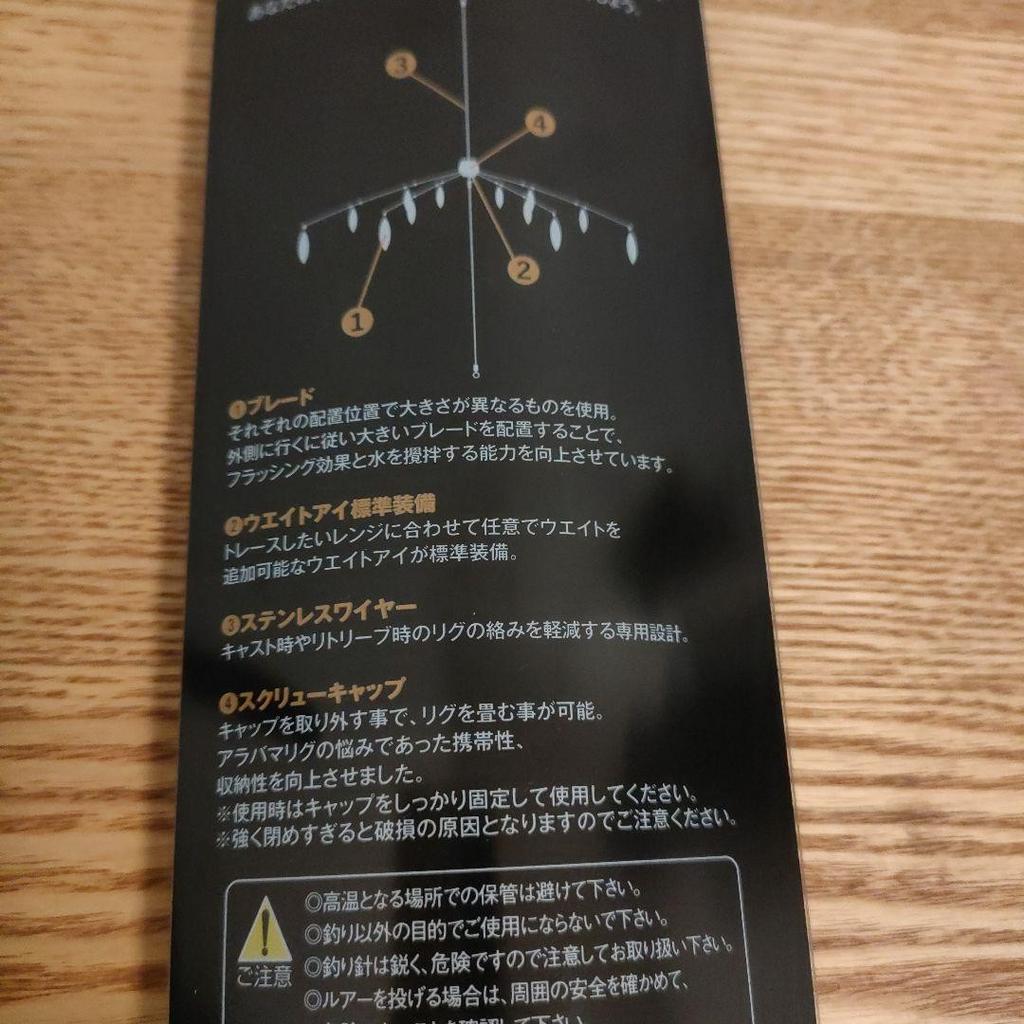 3
4
2
1
❶ブレード
それぞれの配置位置で大きさが異なるものを使用。
外側に行くに従い大きいブレードを配置することで、
フラッシング効果と水を攪拌する能力を向上させています。
❷ウエイトアイ標準装備
トレースしたいレンジに合わせて任意でウエイトを
追加可能なウエイトアイが標準装備。
❸ステンレスワイヤー
キャスト時やリトリーブ時のリグの絡みを軽減する専用設計。
❹スクリューキャップ
キャップを取り外す事で、リグを畳む事が可能。
アラバマリグの悩みであった携帯性、
収納性を向上させました。
※使用時はキャップをしっかり固定して使用してください。
※強く閉めすぎると破損の原因となりますのでご注意ください。
ご注意
◎高温となる場所での保管は避けて下さい。
◎釣り以外の目的でご使用にならないで下さい。
◎釣り針は鋭く、危険ですので注意してお取り扱い下さい。
◎ルアーを投げる場合は、周囲の安全を確かめて、